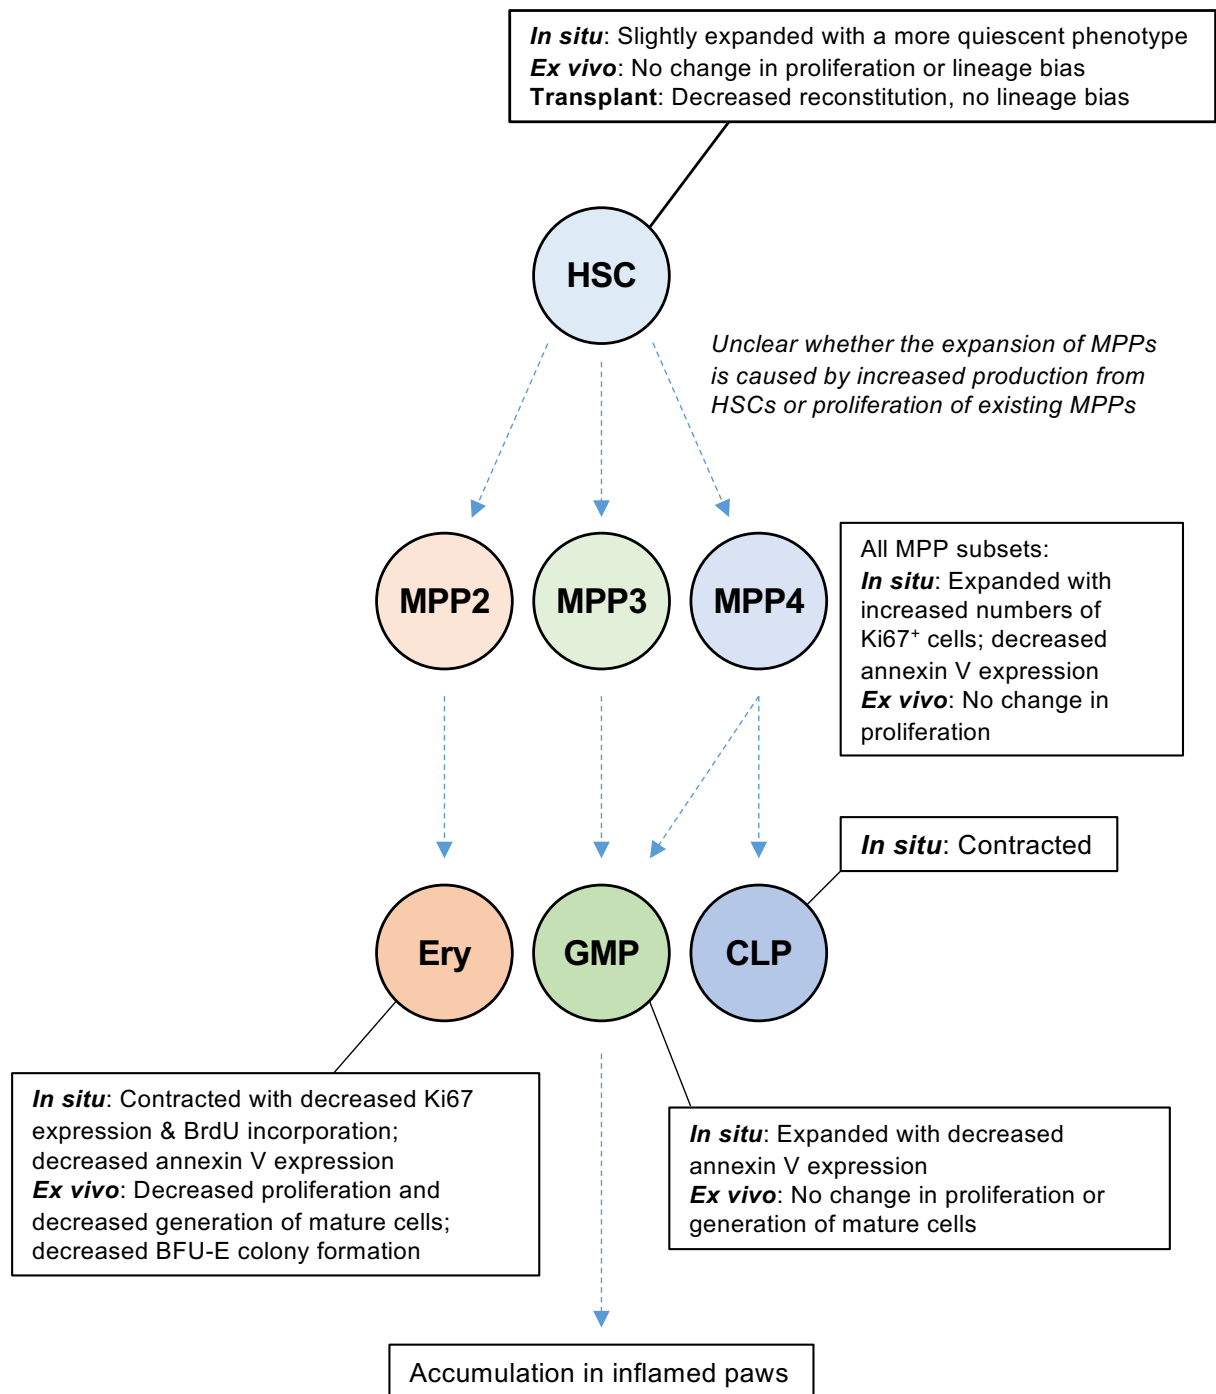 In situ: Slightly expanded with a more quiescent phenotype
Ex vivo: No change in proliferation or lineage bias
Transplant: Decreased reconstitution, no lineage bias
HSC
Unclear whether the expansion of MPPs
is caused by increased production from
HSCs or proliferation of existing MPPs
MPP2
MPP3
MPP4
All MPP subsets:
In situ: Expanded with
increased numbers of
Ki67⁺ cells; decreased
annexin V expression
Ex vivo: No change in
proliferation
In situ: Contracted
Ery
GMP
CLP
In situ: Contracted with decreased Ki67
expression & BrdU incorporation;
decreased annexin V expression
Ex vivo: Decreased proliferation and
decreased generation of mature cells;
decreased BFU-E colony formation
In situ: Expanded with decreased
annexin V expression
Ex vivo: No change in proliferation or
generation of mature cells
Accumulation in inflamed paws